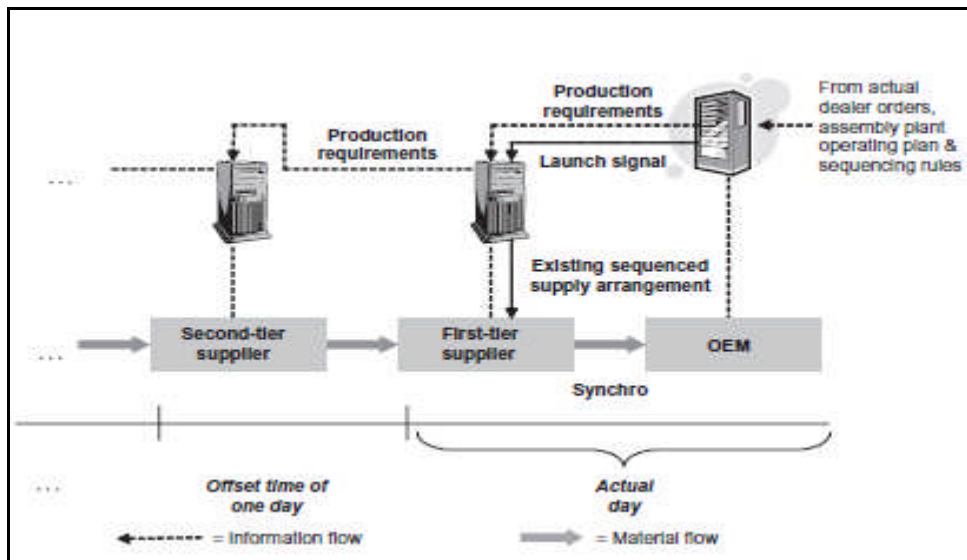 Production
requirements
From actual
dealer orders,
assembly plant
operating plan &
sequencing rules
Production
requirements
Launch signal
...
Existing sequenced
supply arrangement
...
Second-tier
supplier
First-tier
supplier
OEM
Synchro
...
Offset time of
one day
Actual
day
= Information flow
= Material flow